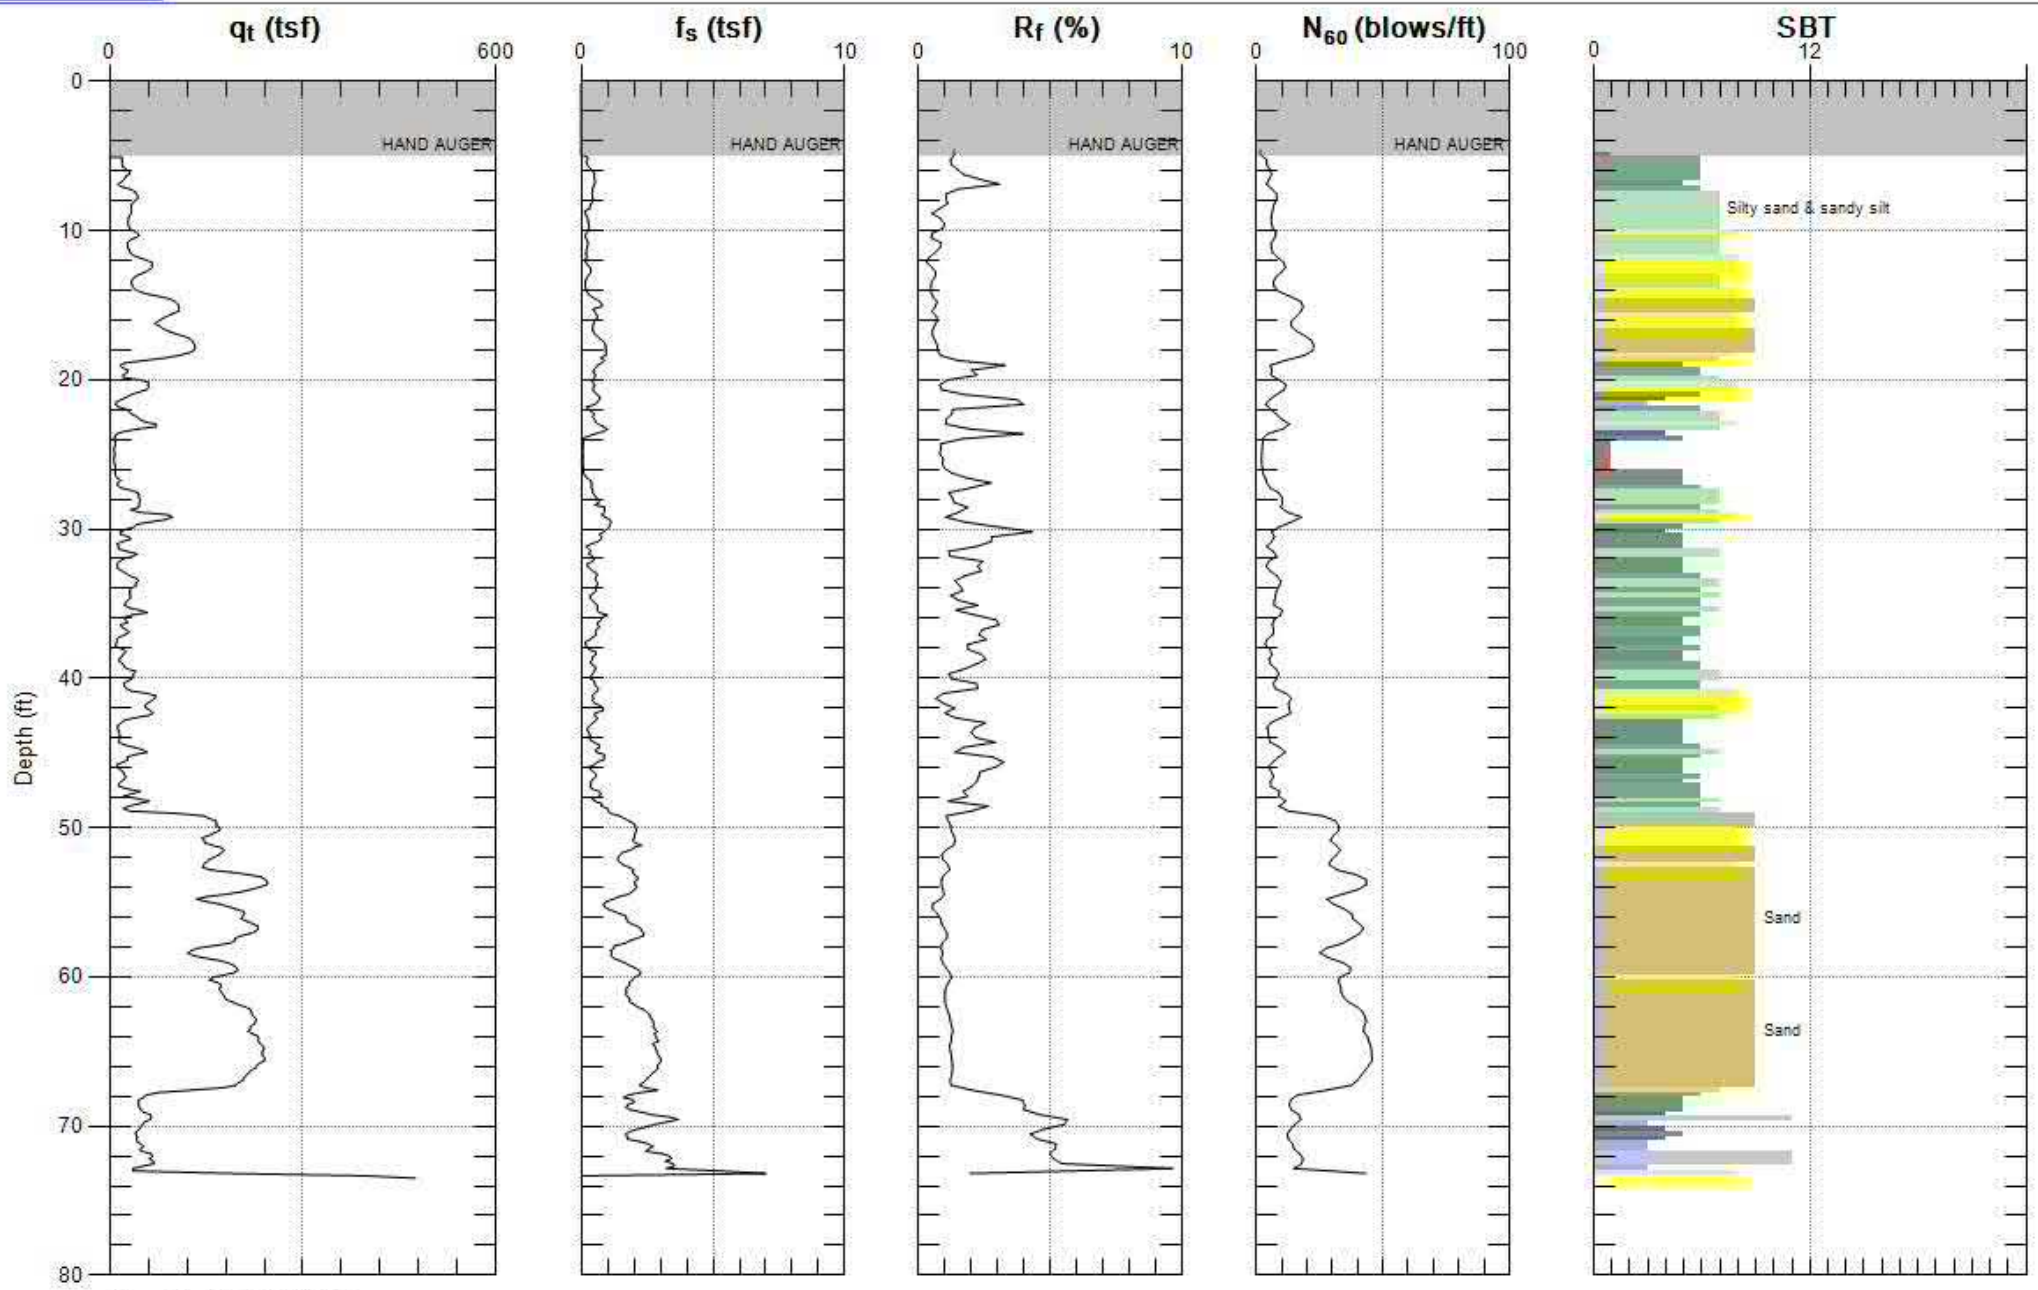 qt (tsf) fs (tsf) Rf (%) N60 (blows/ft) SBT
0 600 0 10 0 10 0 100 0 12
0
HAND AUGER HAND AUGER HAND AUGER HAND AUGER
Silty sand & sandy silt
10
20
30
40
Depth (ft)
50
Sand
60
Sand
70
80